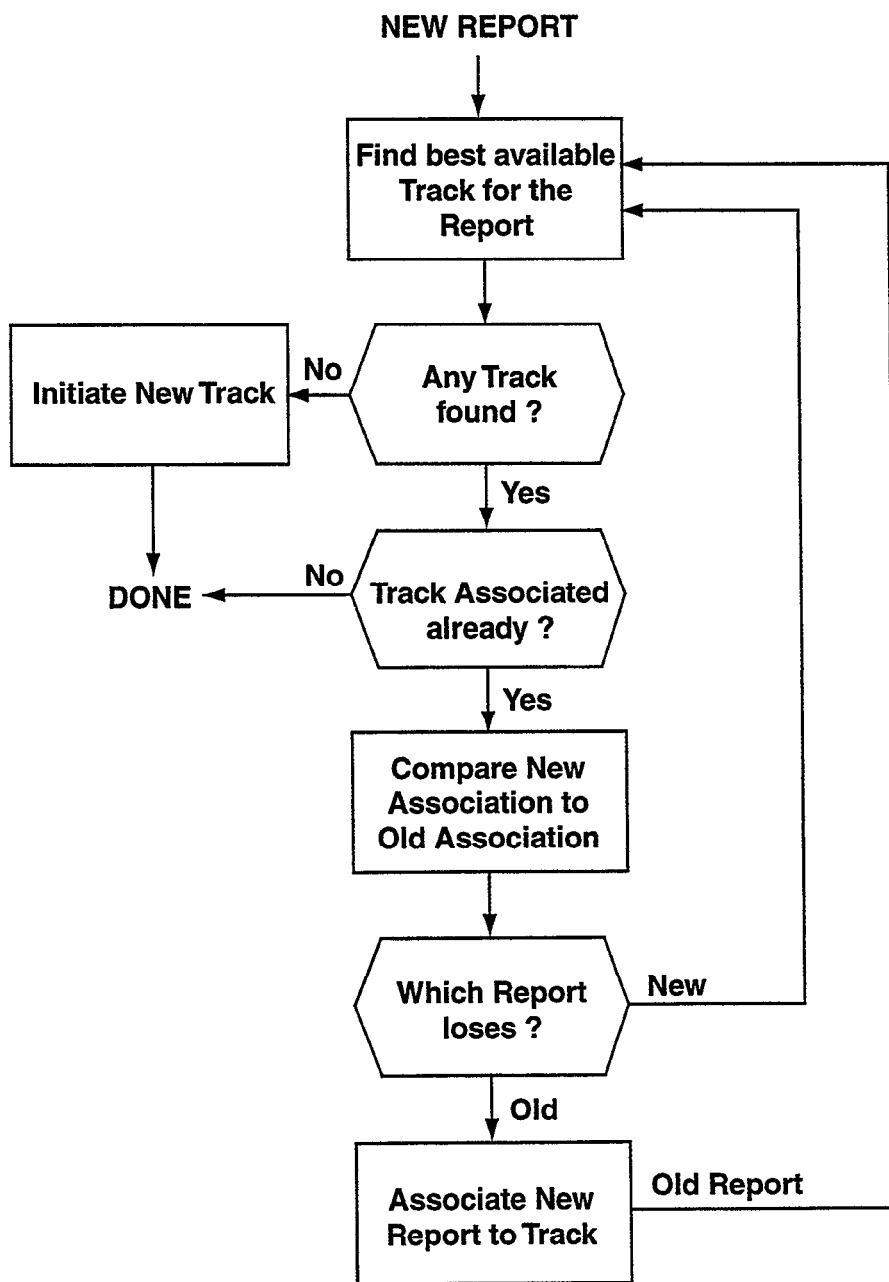 NEW REPORT
Find best available
Track for the
Report
No
Initiate New Track
Any Track
found ?
Yes
No
DONE
Track Associated
already ?
Yes
Compare New
Association to
Old Association
Which Report
loses ?
New
Old
Associate New
Report to Track
Old Report